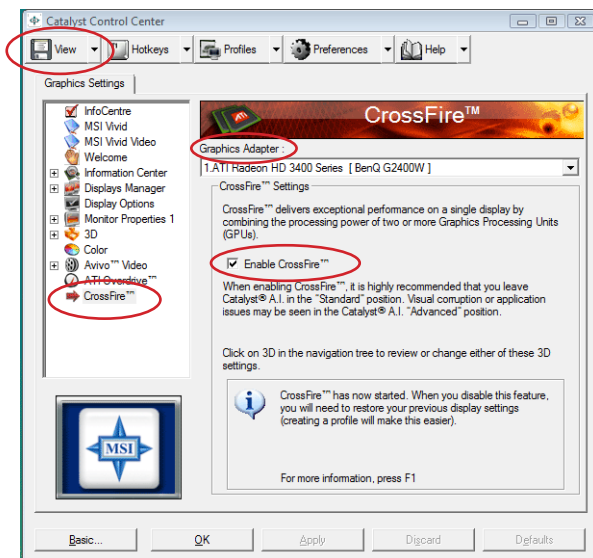 Catalyst Control Center
View Hotkeys Profiles Preferences Help
Graphics Settings
InfoCentre
MSI Vivid
MSI Vivid Video
Welcome
Information Center
Displays Manager
Display Options
Monitor Properties 1
3D
Color
Avivo™ Video
ATI Overdrive™
CrossFire™
MSI
ATI
CrossFire™
Graphics Adapter :
1.ATI Radeon HD 3400 Series [ BenQ G2400W ]
CrossFire™ Settings
CrossFire™ delivers exceptional performance on a single display by
combining the processing power of two or more Graphics Processing Units
(GPUs).
Enable CrossFire™
When enabling CrossFire™, it is highly recommended that you leave
Catalyst® A.I. in the "Standard" position. Visual corruption or application
issues may be seen in the Catalyst® A.I. "Advanced" position.
Click on 3D in the navigation tree to review or change either of these 3D
settings.
CrossFire™ has now started. When you disable this feature,
you will need to restore your previous display settings
(creating a profile will make this easier).
For more information, press F1
Basic... OK Apply Discard Defaults